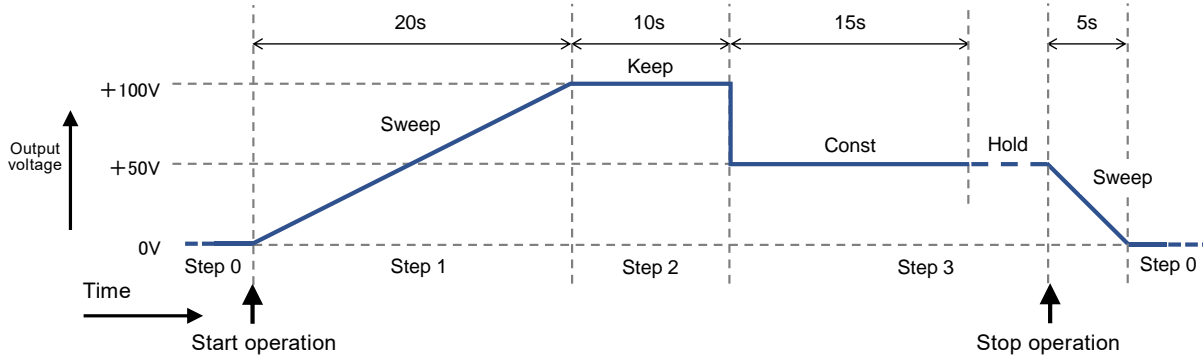 20s
10s
15s
5s
Keep
+100V
Sweep
Output
voltage
Const
Hold
+50V
Sweep
0V
Step 0
Step 1
Step 2
Step 3
Step 0
Time
Start operation
Stop operation